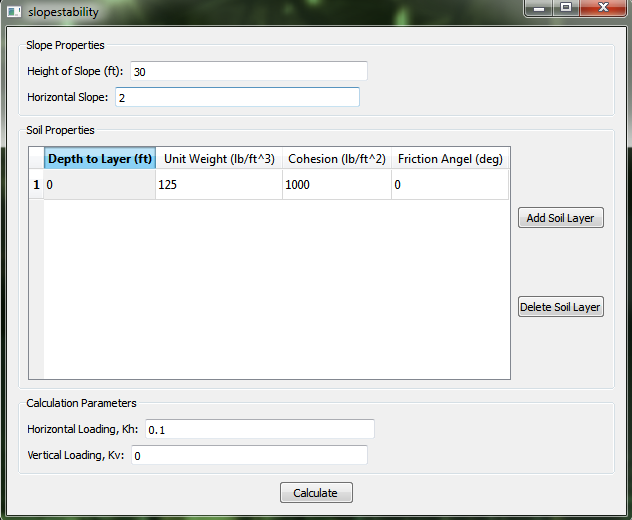 slopestability
Slope Properties
Height of Slope (ft): 30
Horizontal Slope: 2
Soil Properties
Depth to Layer (ft) Unit Weight (lb/ft^3) Cohesion (lb/ft^2) Friction Angel (deg)
1 0 125 1000 0
Add Soil Layer
Delete Soil Layer
Calculation Parameters
Horizontal Loading, Kh: 0.1
Vertical Loading, Kv: 0
Calculate